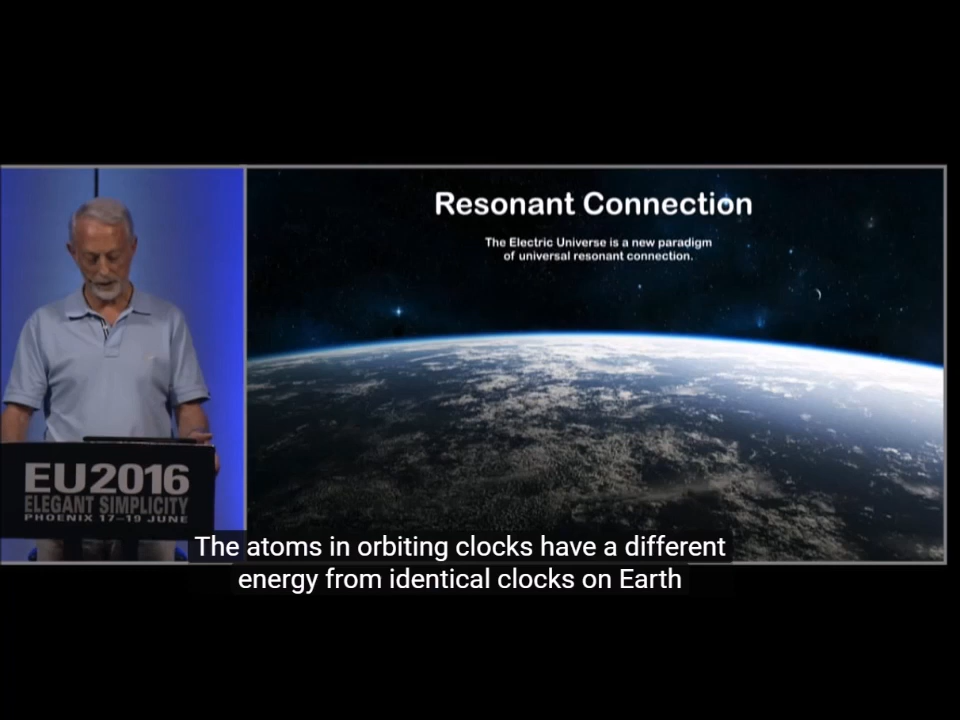 Resonant Connection
The Electric Universe is a new paradigm
of universal resonant connection.
EU2016
ELEGANT SIMPLICITY
PHOENIX 17–19 JUNE
The atoms in orbiting clocks have a different
energy from identical clocks on Earth